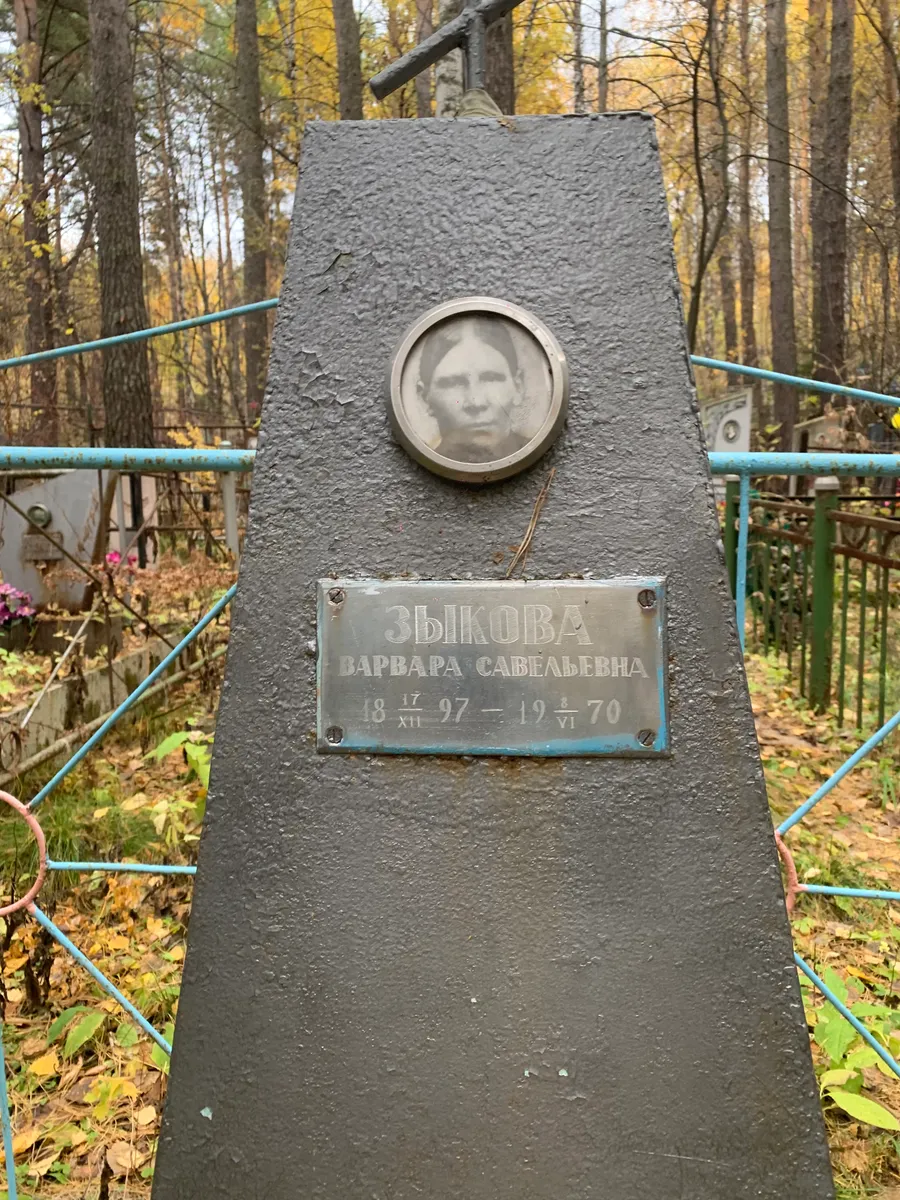 ЗЫКОВА
ВАРВАРА САВЕЛЬЕВНА
18 17/XII 97 — 19 8/VI 70